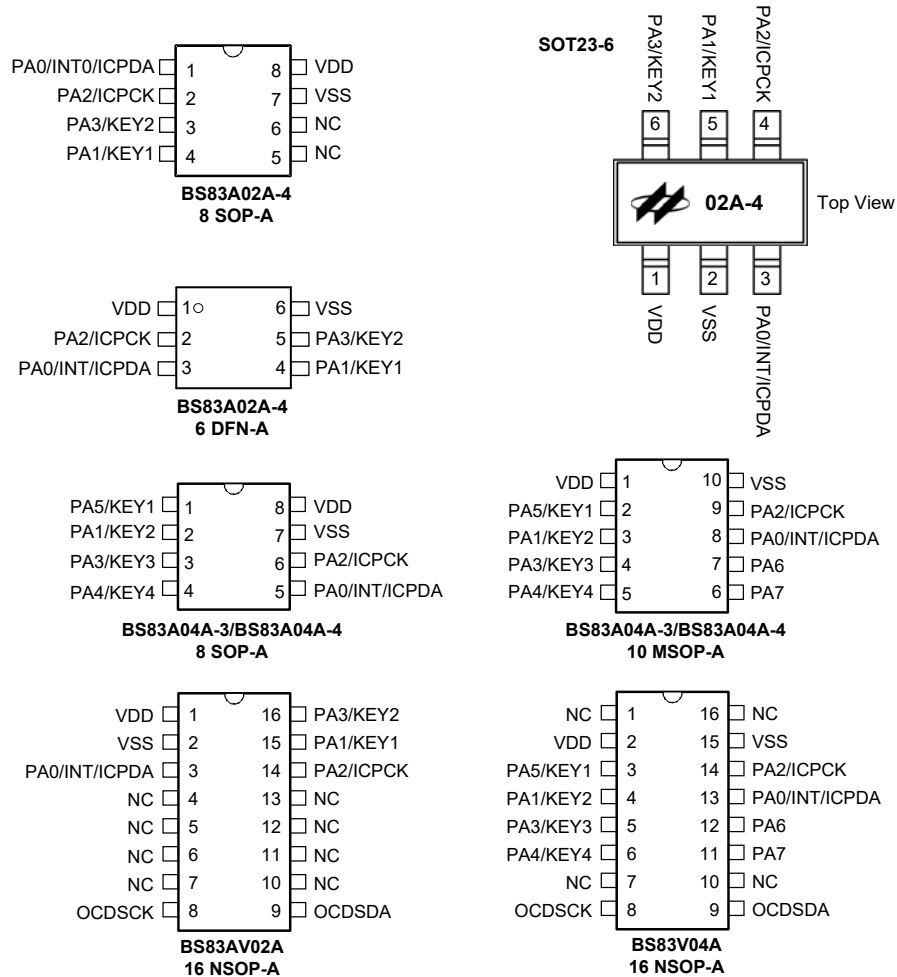 PA0/INT0/ICPDA 1 8 VDD
PA2/ICPCK 2 7 VSS
PA3/KEY2 3 6 NC
PA1/KEY1 4 5 NC
BS83A02A-4
8 SOP-A
SOT23-6
PA3/KEY2 PA1/KEY1 PA2/ICPCK
6 5 4
02A-4 Top View
1 2 3
VDD VSS PA0/INT/ICPDA
VDD 1 6 VSS
PA2/ICPCK 2 5 PA3/KEY2
PA0/INT/ICPDA 3 4 PA1/KEY1
BS83A02A-4
6 DFN-A
PA5/KEY1 1 8 VDD
PA1/KEY2 2 7 VSS
PA3/KEY3 3 6 PA2/ICPCK
PA4/KEY4 4 5 PA0/INT/ICPDA
BS83A04A-3/BS83A04A-4
8 SOP-A
VDD 1 10 VSS
PA5/KEY1 2 9 PA2/ICPCK
PA1/KEY2 3 8 PA0/INT/ICPDA
PA3/KEY3 4 7 PA6
PA4/KEY4 5 6 PA7
BS83A04A-3/BS83A04A-4
10 MSOP-A
VDD 1 16 PA3/KEY2
VSS 2 15 PA1/KEY1
PA0/INT/ICPDA 3 14 PA2/ICPCK
NC 4 13 NC
NC 5 12 NC
NC 6 11 NC
NC 7 10 NC
OCDSCK 8 9 OCDSDA
BS83AV02A
16 NSOP-A
NC 1 16 NC
VDD 2 15 VSS
PA5/KEY1 3 14 PA2/ICPCK
PA1/KEY2 4 13 PA0/INT/ICPDA
PA3/KEY3 5 12 PA6
PA4/KEY4 6 11 PA7
NC 7 10 NC
OCDSCK 8 9 OCDSDA
BS83V04A
16 NSOP-A